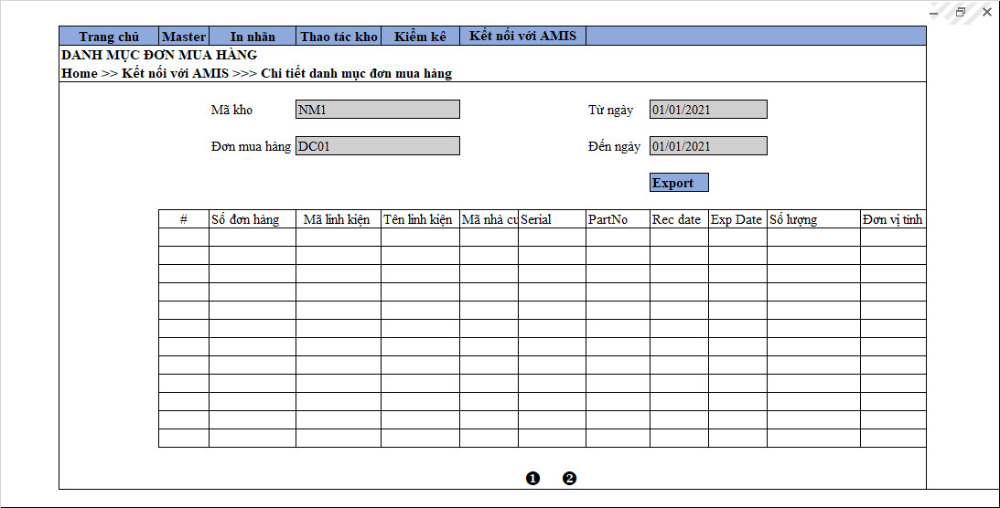 Trang chủ Master In nhãn Thao tác kho Kiểm kê Kết nối với AMIS
DANH MỤC ĐƠN MUA HÀNG
Home >> Kết nối với AMIS >>> Chi tiết danh mục đơn mua hàng
Mã kho NM1 Từ ngày 01/01/2021
Đơn mua hàng DC01 Đến ngày 01/01/2021
Export
# Số đơn hàng Mã linh kiện Tên linh kiện Mã nhà cu Serial PartNo Rec date Exp Date Số lượng Đơn vị tính
❶ ❷